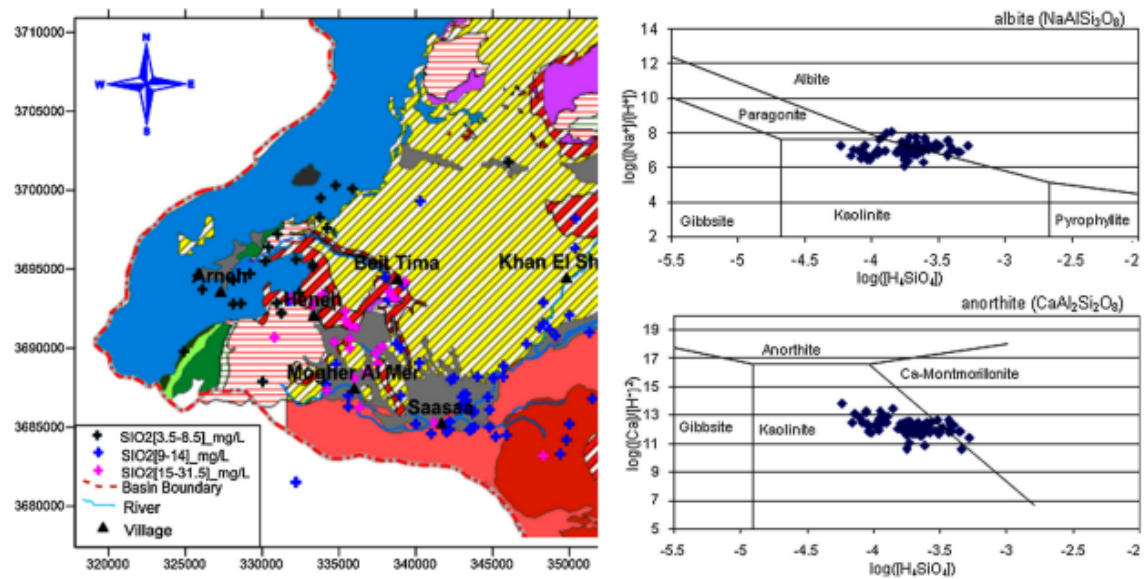 3710000
3705000
3700000
3695000
3690000
3685000
3680000
N
W E
S
Arneh
Beit Tima
Khan El Sh
Heneh
Mogher Al Mer
Saasaa
SIO2[3.5-8.5]_mg/L
SIO2[9-14]_mg/L
SIO2[15-31.5]_mg/L
Basin Boundary
River
Village
320000 325000 330000 335000 340000 345000 350000
albite (NaAlSi₃O₈)
log([Na⁺]/[H⁺])
14
12
10
8
6
4
2
Albite
Paragonite
Gibbsite
Kaolinite
Pyrophyllite
-5.5 -5 -4.5 -4 -3.5 -3 -2.5 -2
log([H₄SiO₄])
anorthite (CaAl₂Si₂O₈)
log([Ca]/[H⁺]²)
19
17
15
13
11
9
7
5
Anorthite
Ca-Montmorillonite
Gibbsite
Kaolinite
-5.5 -5 -4.5 -4 -3.5 -3 -2.5 -2
log([H₄SiO₄])